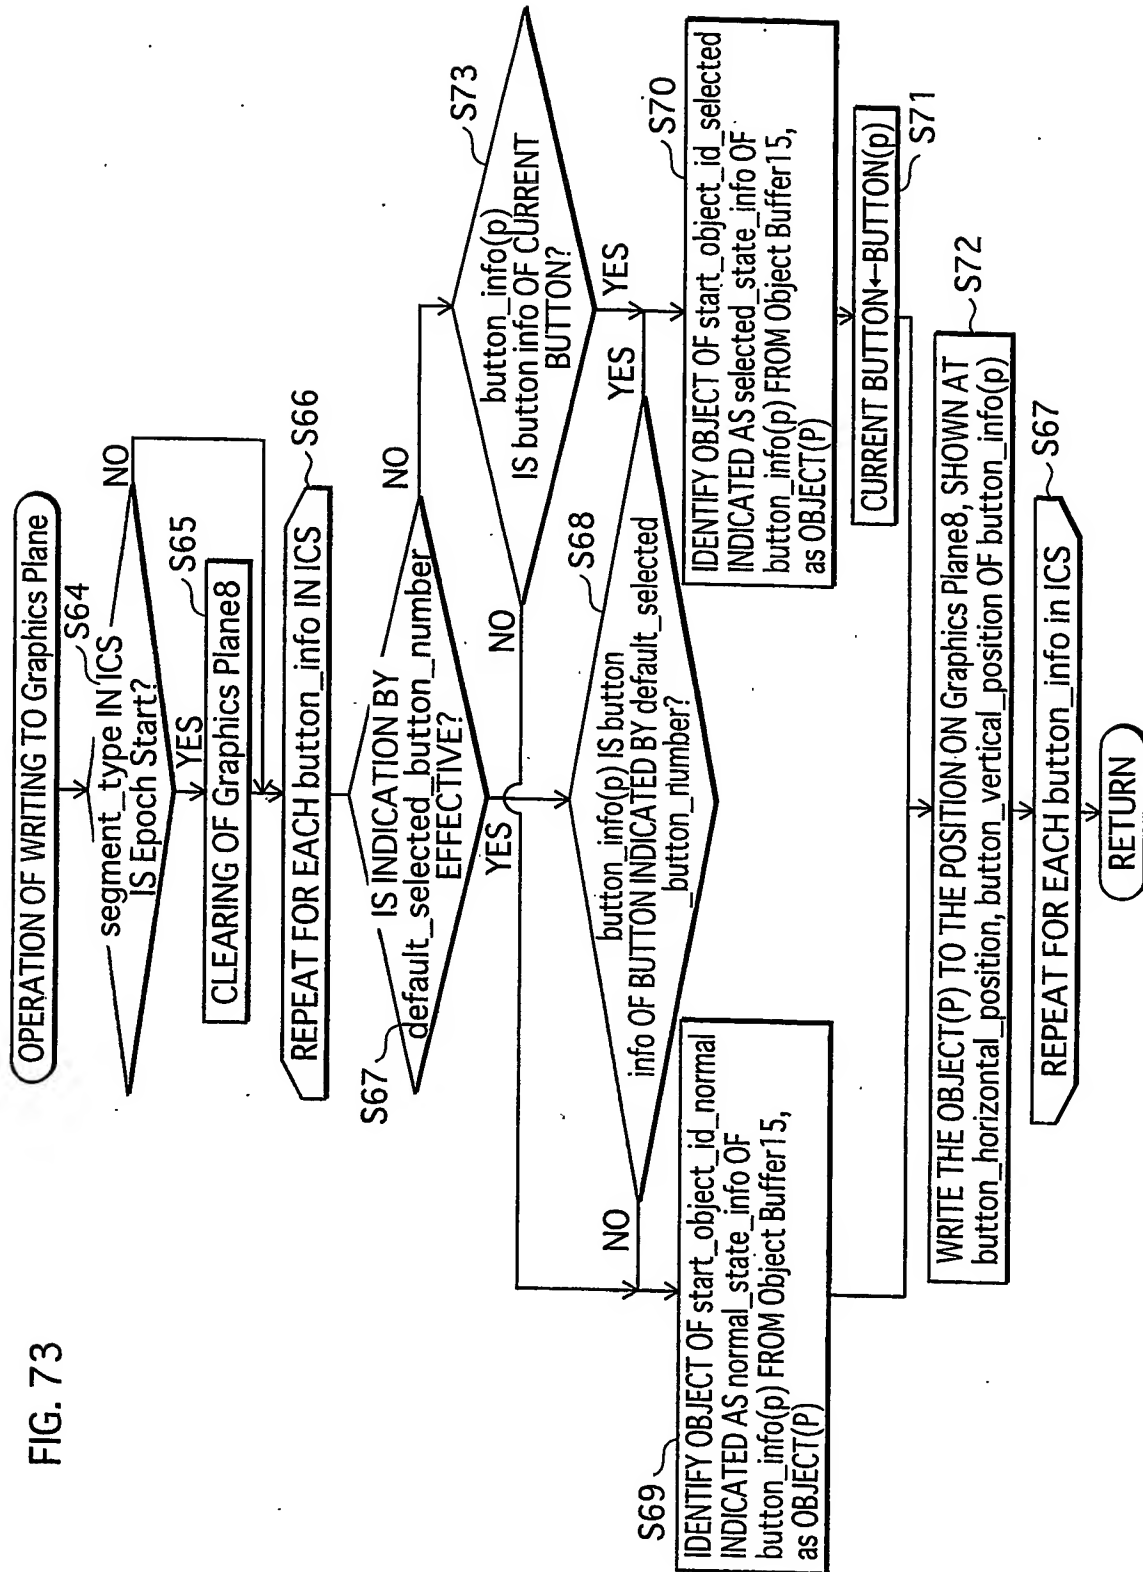 FIG. 73
OPERATION OF WRITING TO Graphics Plane
S64
segment_type IN ICS
IS Epoch Start?
NO
YES
S65
CLEARING OF Graphics Plane8
S66
REPEAT FOR EACH button_info IN ICS
S67
IS INDICATION BY
default_selected_button_number
EFFECTIVE?
NO
YES
S73
button_info(p)
IS button info OF CURRENT
BUTTON?
NO
YES
S68
button_info(p) IS button
info OF BUTTON INDICATED BY default_selected
_button_number?
NO
YES
S69
IDENTIFY OBJECT OF start_object_id_normal
INDICATED AS normal_state_info OF
button_info(p) FROM Object Buffer15,
as OBJECT(P)
S70
IDENTIFY OBJECT OF start_object_id_selected
INDICATED AS selected_state_info OF
button_info(p) FROM Object Buffer15,
as OBJECT(P)
S71
CURRENT BUTTON←BUTTON(p)
S72
WRITE THE OBJECT(P) TO THE POSITION ON Graphics Plane8, SHOWN AT
button_horizontal_position, button_vertical_position OF button_info(p)
S67
REPEAT FOR EACH button_info in ICS
RETURN